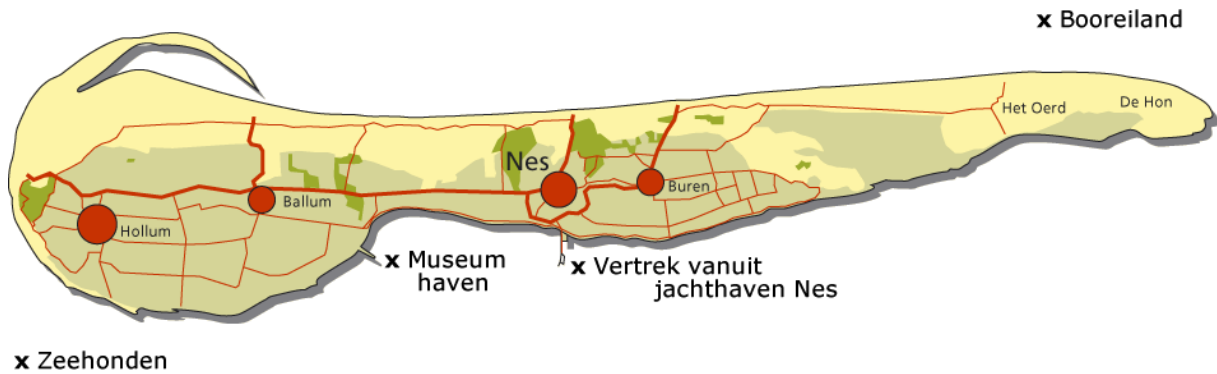 x Booreiland
Het Oerd
De Hon
Nes
Buren
Ballum
Hollum
x Museum
haven
x Vertrek vanuit
jachthaven Nes
x Zeehonden